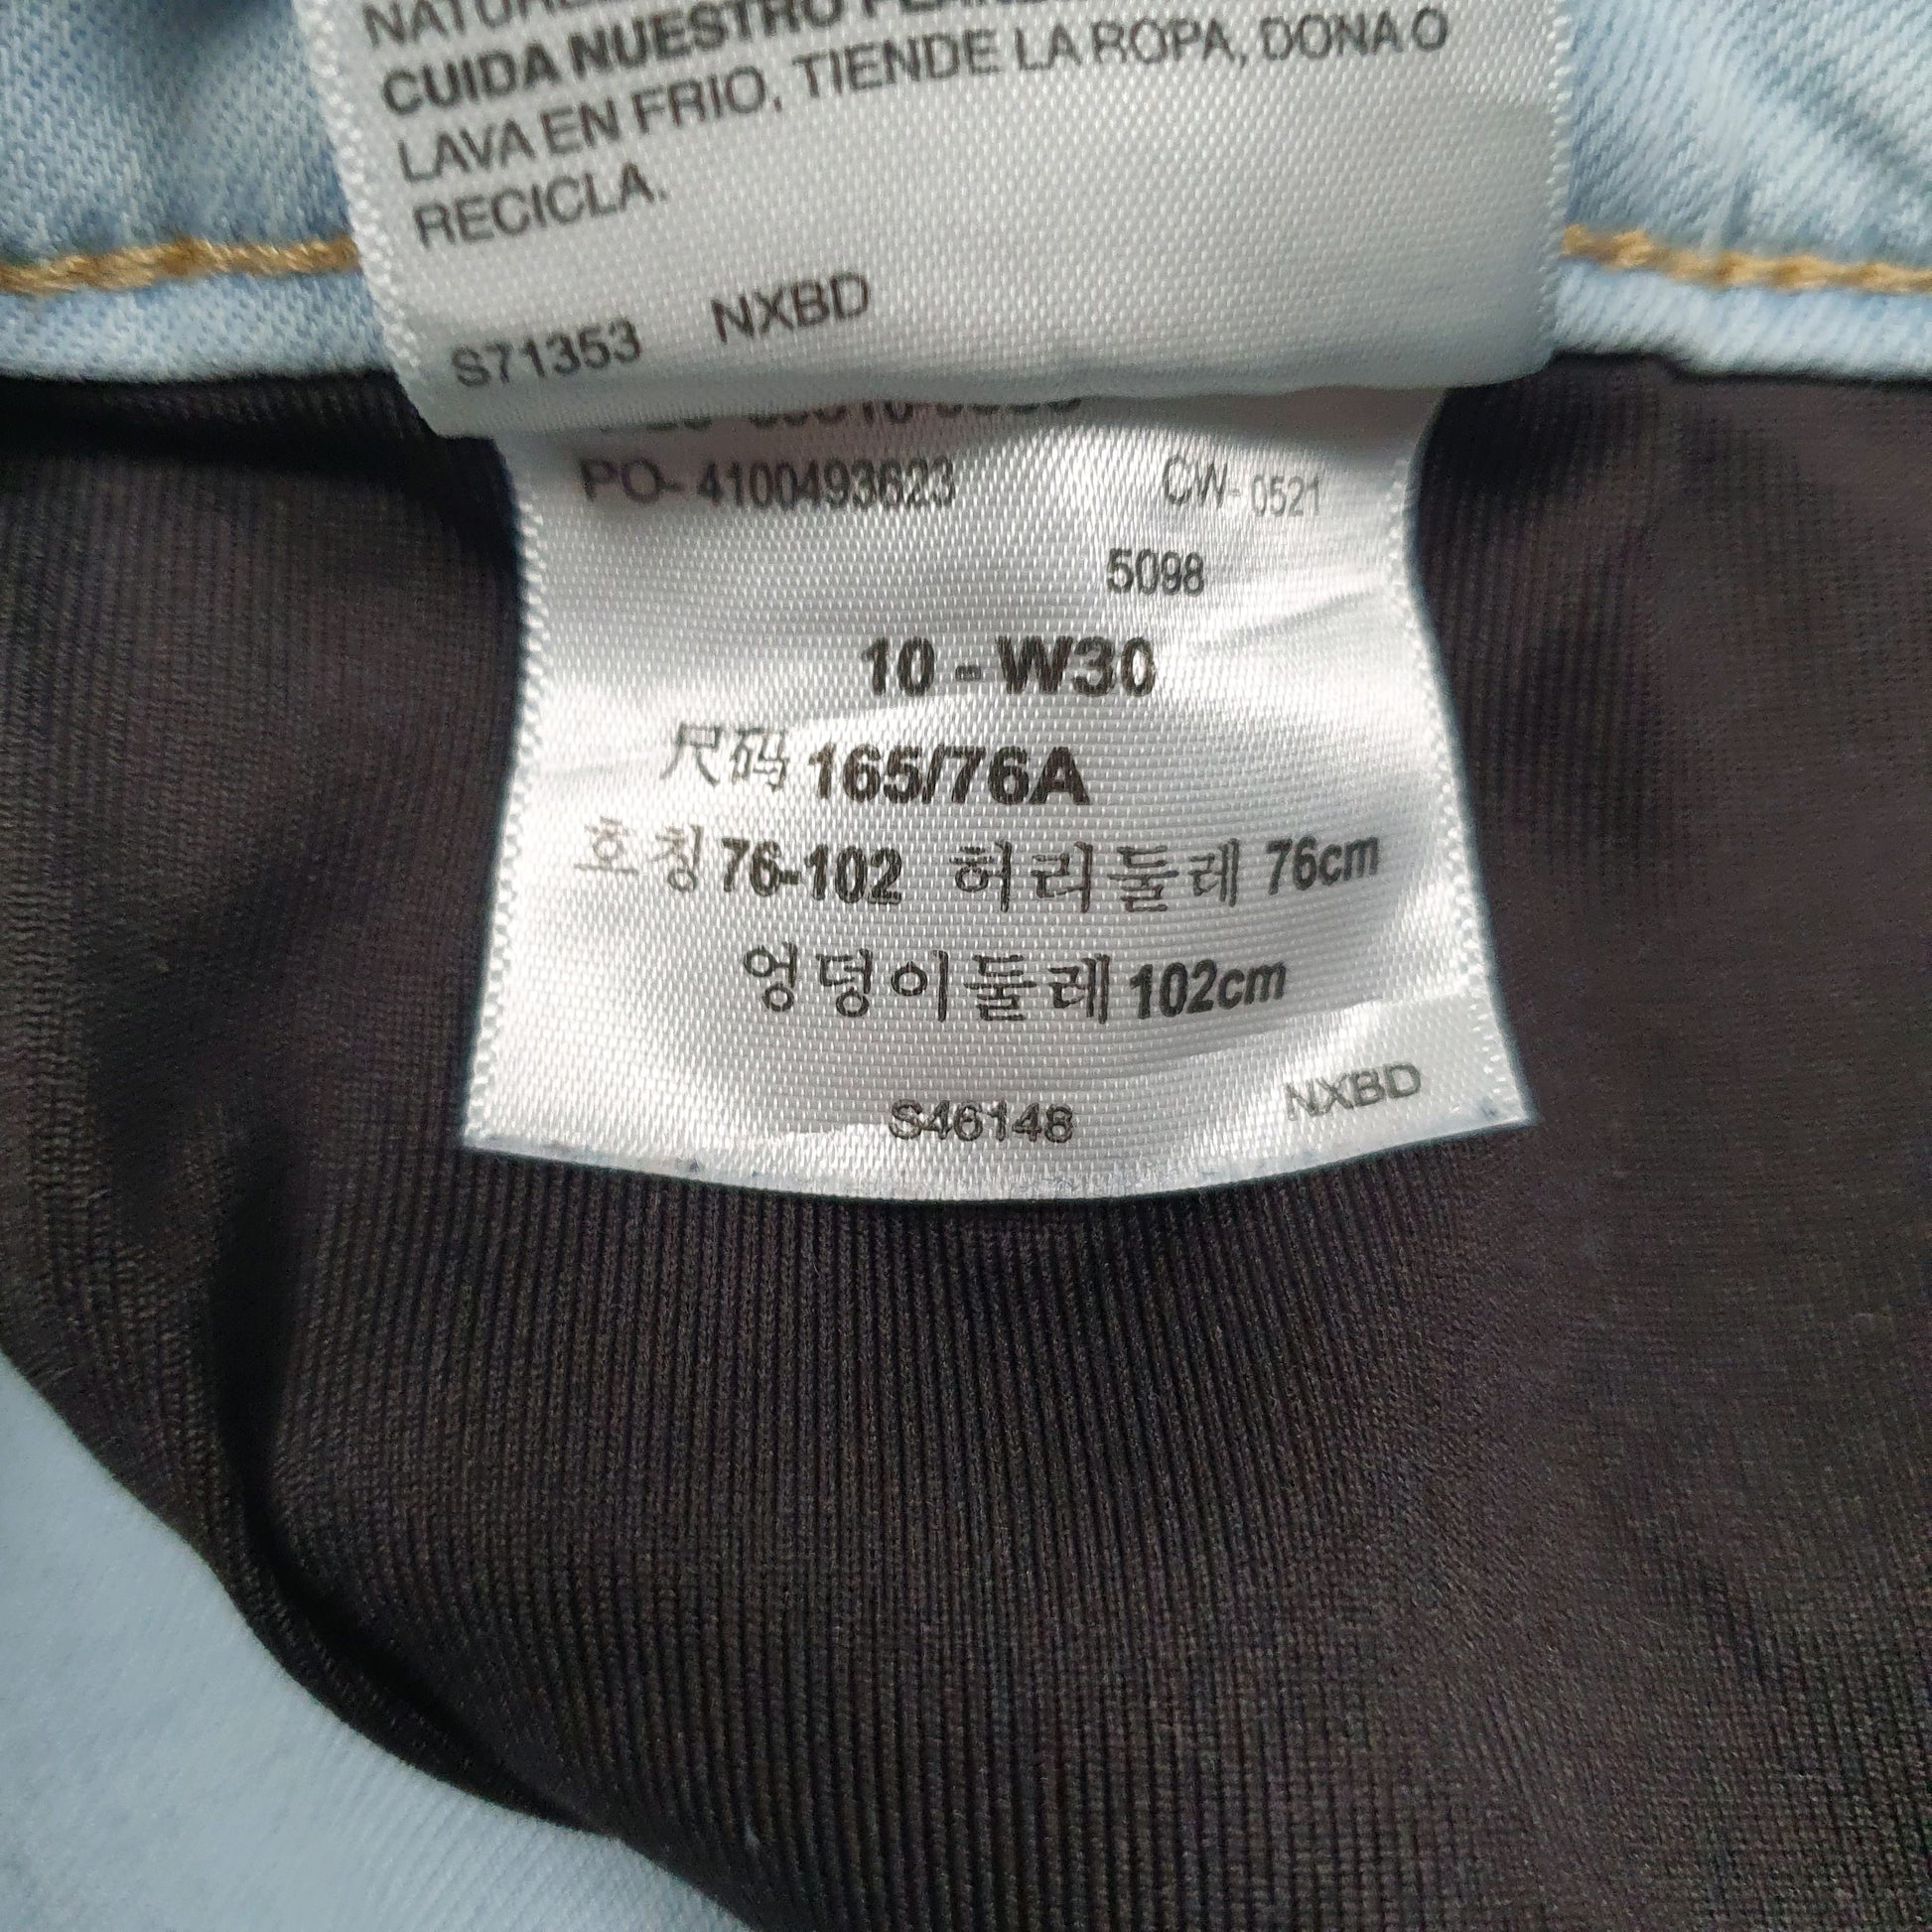 CUIDA NUESTRO
LAVA EN FRIO, TIENDE LA ROPA, DONA O
RECICLA.
S71353 NXBD
PO- 4100493623 CW- 0521
5098
10 - W30
尺码 165/76A
호칭 76-102 허리둘레 76cm
엉덩이둘레 102cm
S46148 NXBD